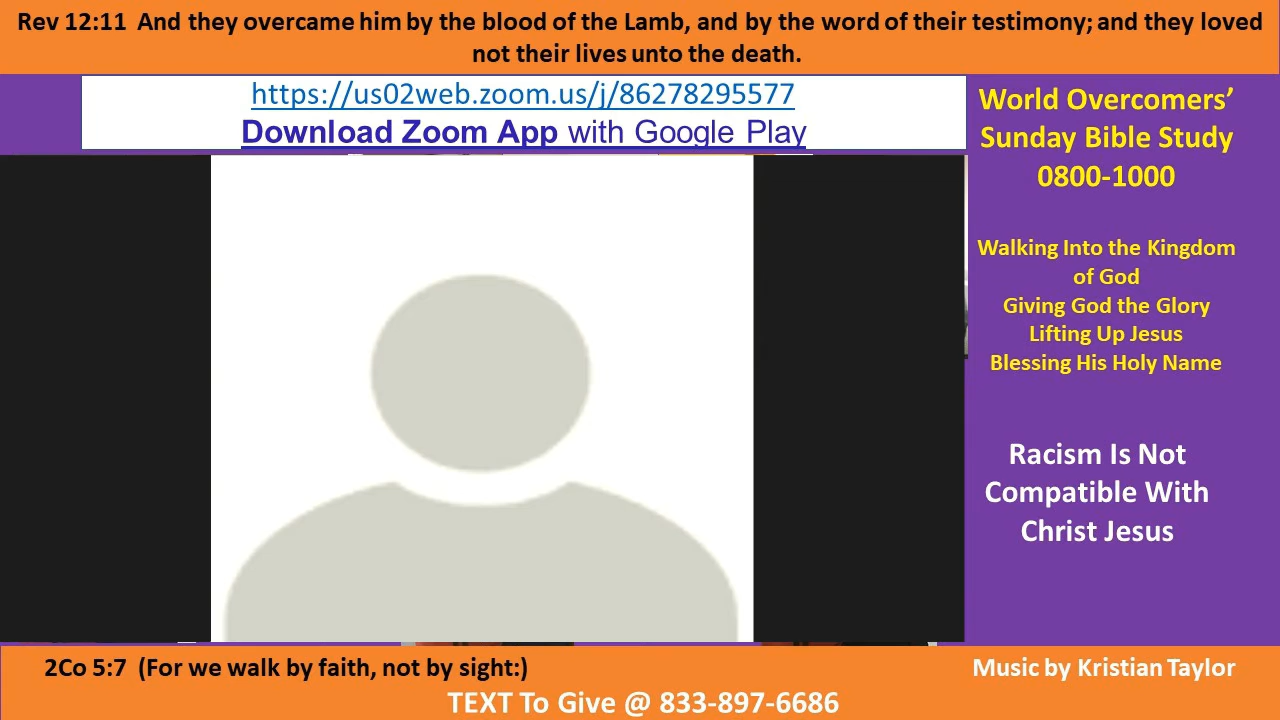 Rev 12:11  And they overcame him by the blood of the Lamb, and by the word of their testimony; and they loved
not their lives unto the death.
https://us02web.zoom.us/j/86278295577
Download Zoom App with Google Play
World Overcomers’
Sunday Bible Study
0800-1000
Walking Into the Kingdom
of God
Giving God the Glory
Lifting Up Jesus
Blessing His Holy Name
Racism Is Not
Compatible With
Christ Jesus
2Co 5:7  (For we walk by faith, not by sight:)
Music by Kristian Taylor
TEXT To Give @ 833-897-6686